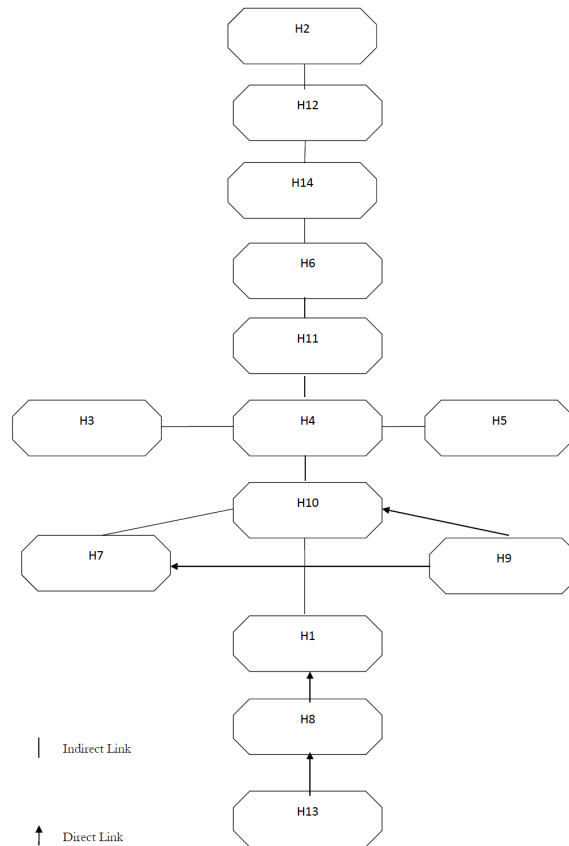 H2
H12
H14
H6
H11
H3 H4 H5
H10
H7 H9
H1
H8
Indirect Link
H13
Direct Link